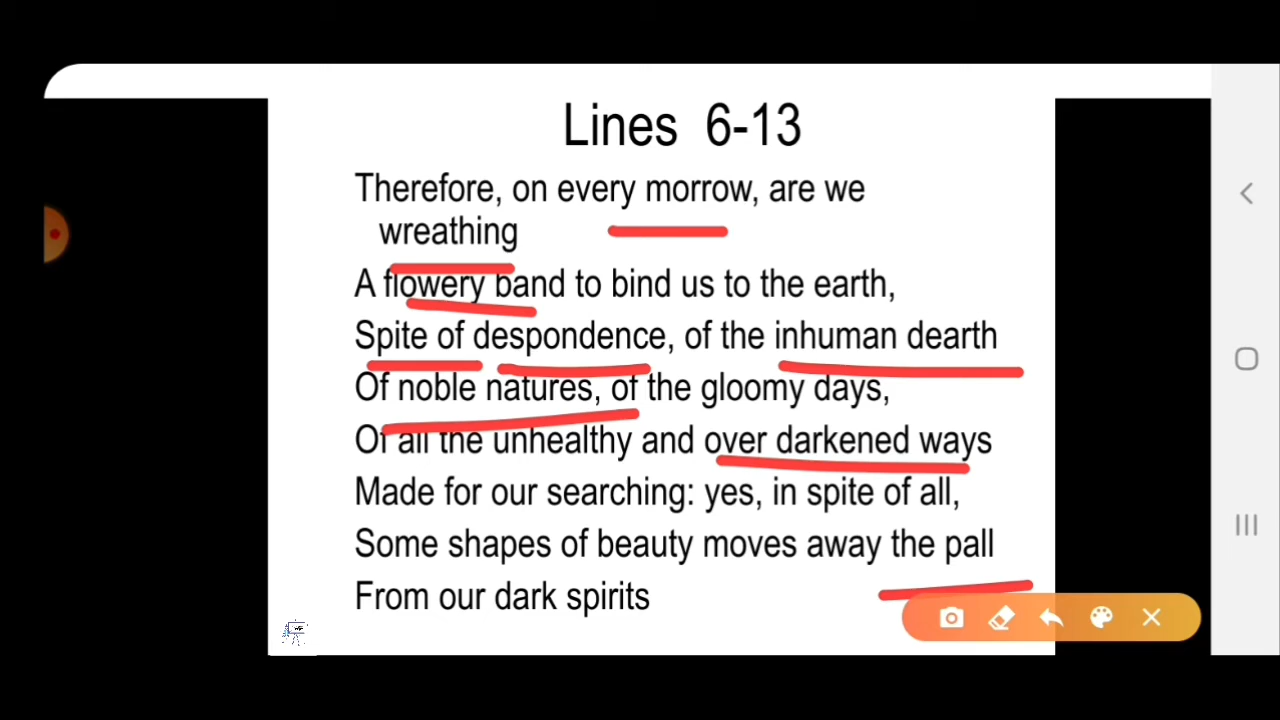 Lines 6-13
Therefore, on every morrow, are we
wreathing
A flowery band to bind us to the earth,
Spite of despondence, of the inhuman dearth
Of noble natures, of the gloomy days,
Of all the unhealthy and over darkened ways
Made for our searching: yes, in spite of all,
Some shapes of beauty moves away the pall
From our dark spirits